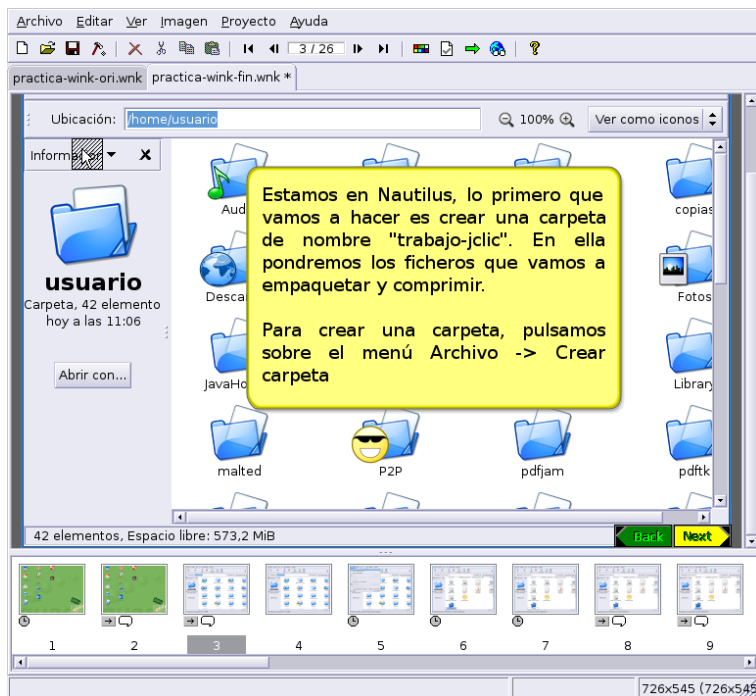 Archivo Editar Ver Imagen Proyecto Ayuda
3 / 26
practica-wink-ori.wnk practica-wink-fin.wnk *
Ubicación: /home/usuario 100% Ver como iconos
usuario
Carpeta, 42 elemento
hoy a las 11:06
Abrir con...
Aud
copias
Desca
Fotos
JavaHo
Library
malted P2P pdfjam pdftk
Estamos en Nautilus, lo primero que
vamos a hacer es crear una carpeta
de nombre "trabajo-jclic". En ella
pondremos los ficheros que vamos a
empaquetar y comprimir.
Para crear una carpeta, pulsamos
sobre el menú Archivo -> Crear
carpeta
42 elementos, Espacio libre: 573,2 MiB
Back Next
1 2 3 4 5 6 7 8 9
726x545 (726x545